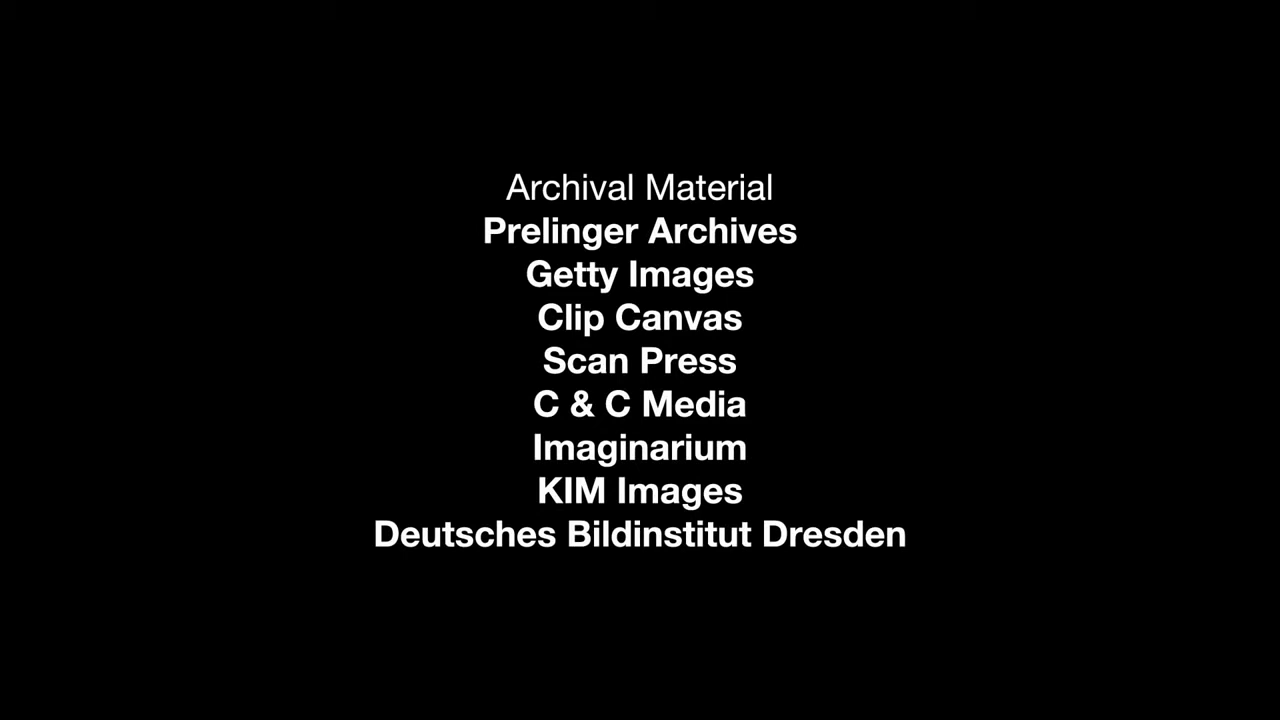 Archival Material
Prelinger Archives
Getty Images
Clip Canvas
Scan Press
C & C Media
Imaginarium
KIM Images
Deutsches Bildinstitut Dresden